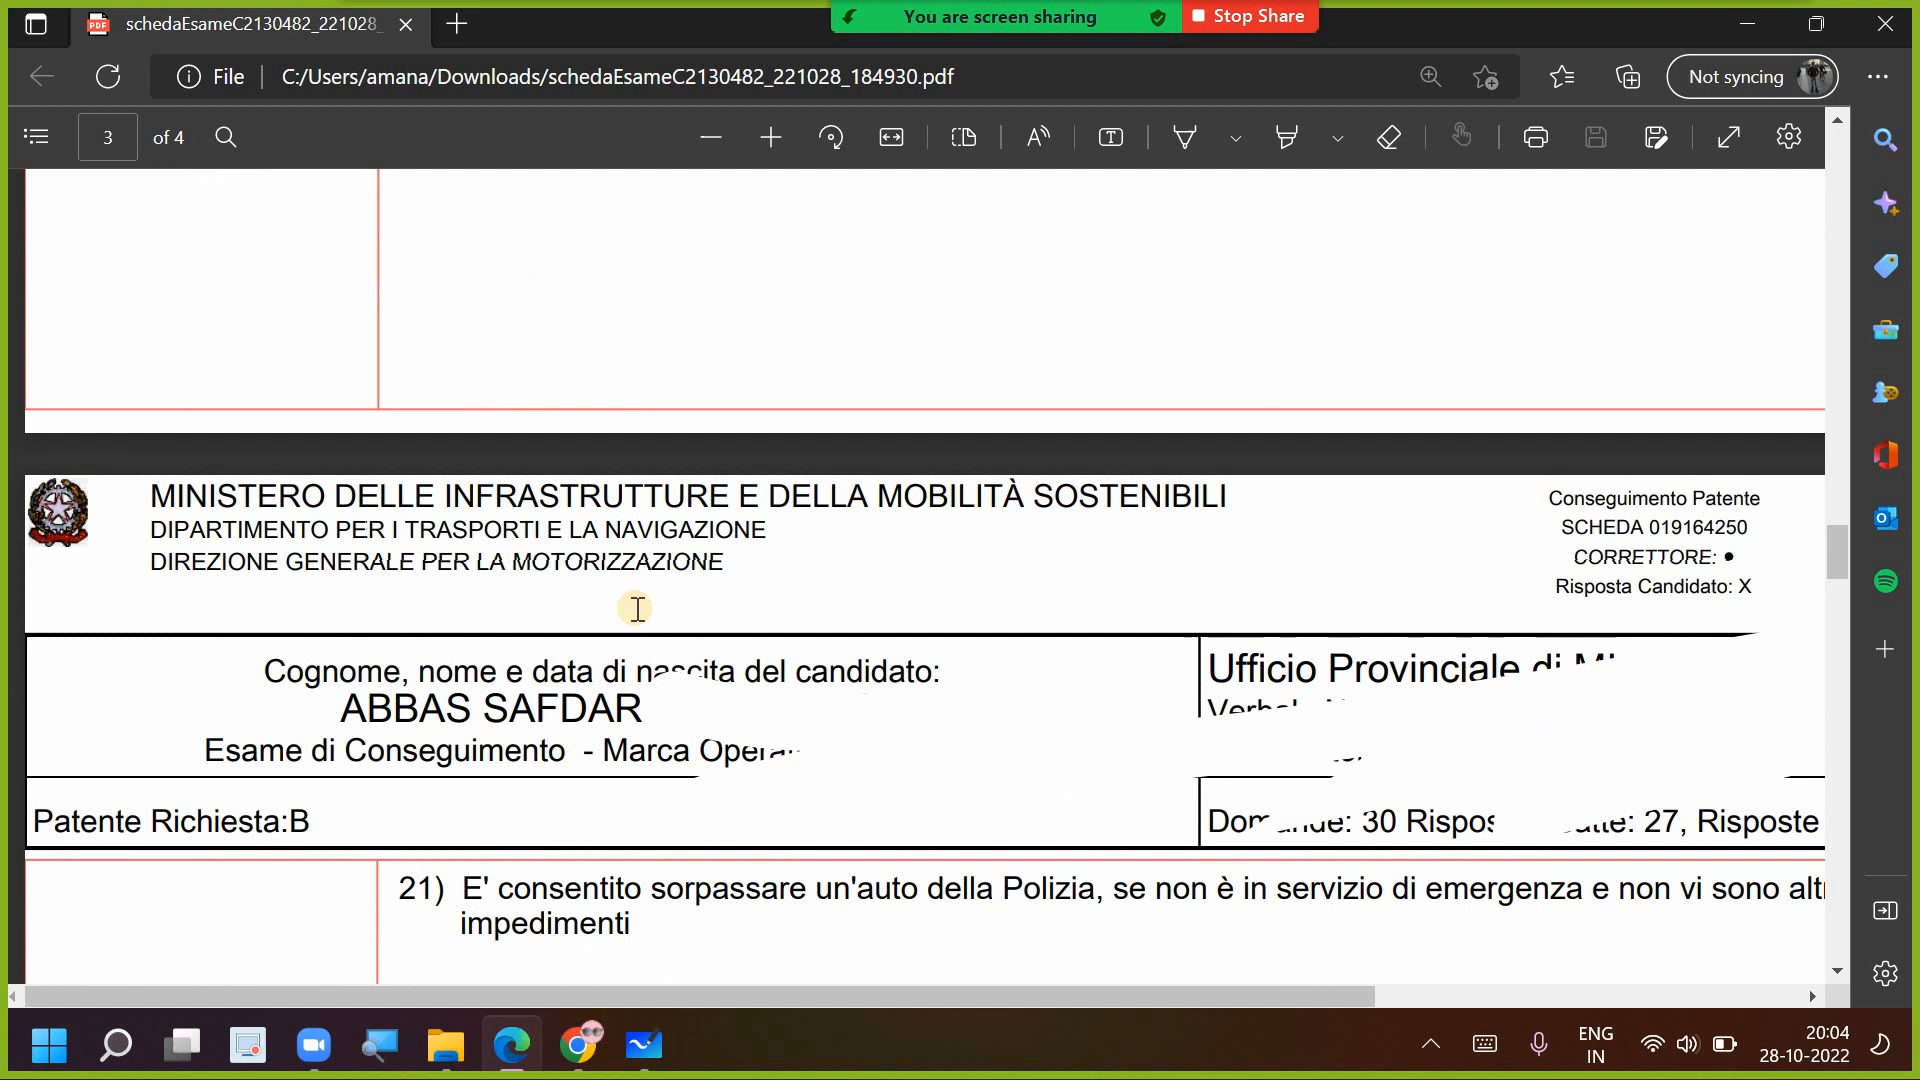 schedaEsameC2130482_221028_
You are screen sharing
Stop Share
File
C:/Users/amana/Downloads/schedaEsameC2130482_221028_184930.pdf
Not syncing
3 of 4
MINISTERO DELLE INFRASTRUTTURE E DELLA MOBILITÀ SOSTENIBILI
DIPARTIMENTO PER I TRASPORTI E LA NAVIGAZIONE
DIREZIONE GENERALE PER LA MOTORIZZAZIONE
Conseguimento Patente
SCHEDA 019164250
CORRETTORE: ●
Risposta Candidato: X
Cognome, nome e data di nascita del candidato:
ABBAS SAFDAR
Esame di Conseguimento - Marca
Ufficio Provinciale di
Patente Richiesta:B
Domande: 30 27, Risposte
21) E' consentito sorpassare un'auto della Polizia, se non è in servizio di emergenza e non vi sono
impedimenti
ENG
IN
20:04
28-10-2022